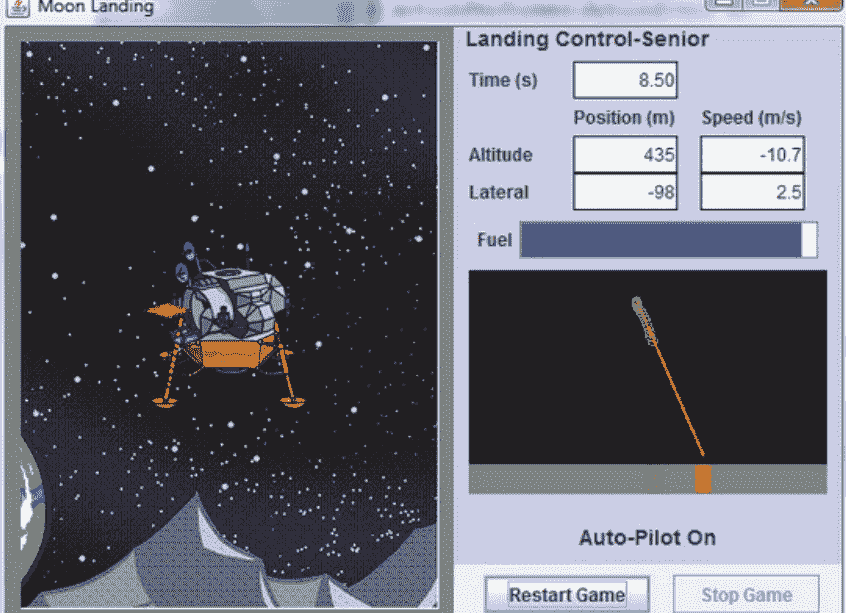 Moon Landing
Landing Control-Senior
Time (s) 8.50
Position (m) Speed (m/s)
Altitude 435 -10.7
Lateral -98 2.5
Fuel
Auto-Pilot On
Restart Game Stop Game